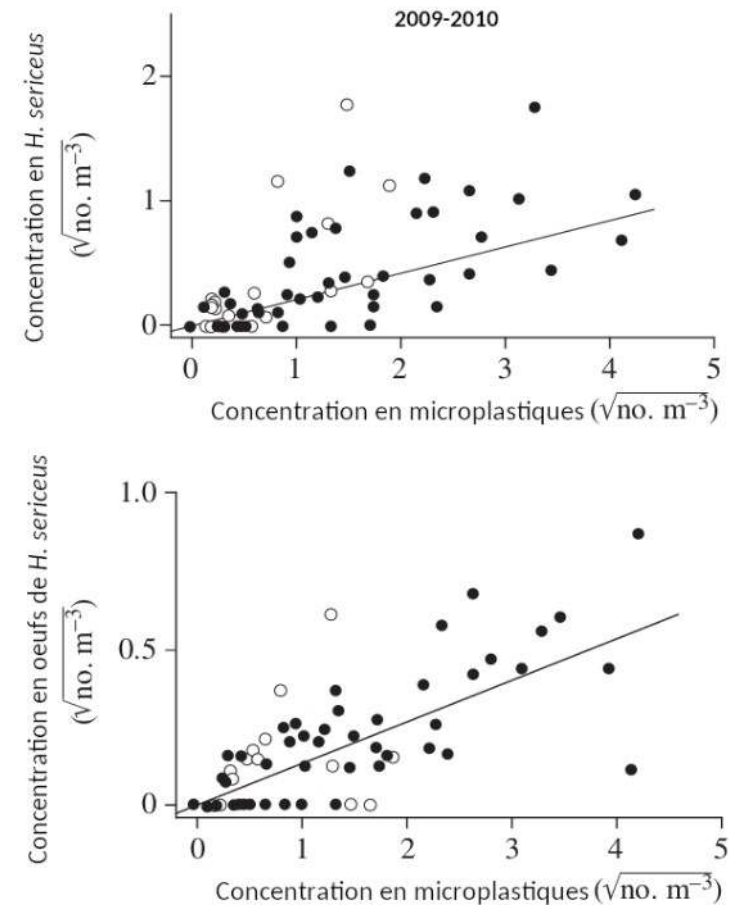 2009-2010
Concentration en H. sericeus
(√no. m⁻³)
2
1
0
0 1 2 3 4 5
Concentration en microplastiques (√no. m⁻³)
Concentration en oeufs de H. sericeus
(√no. m⁻³)
1.0
0.5
0
0 1 2 3 4 5
Concentration en microplastiques (√no. m⁻³)